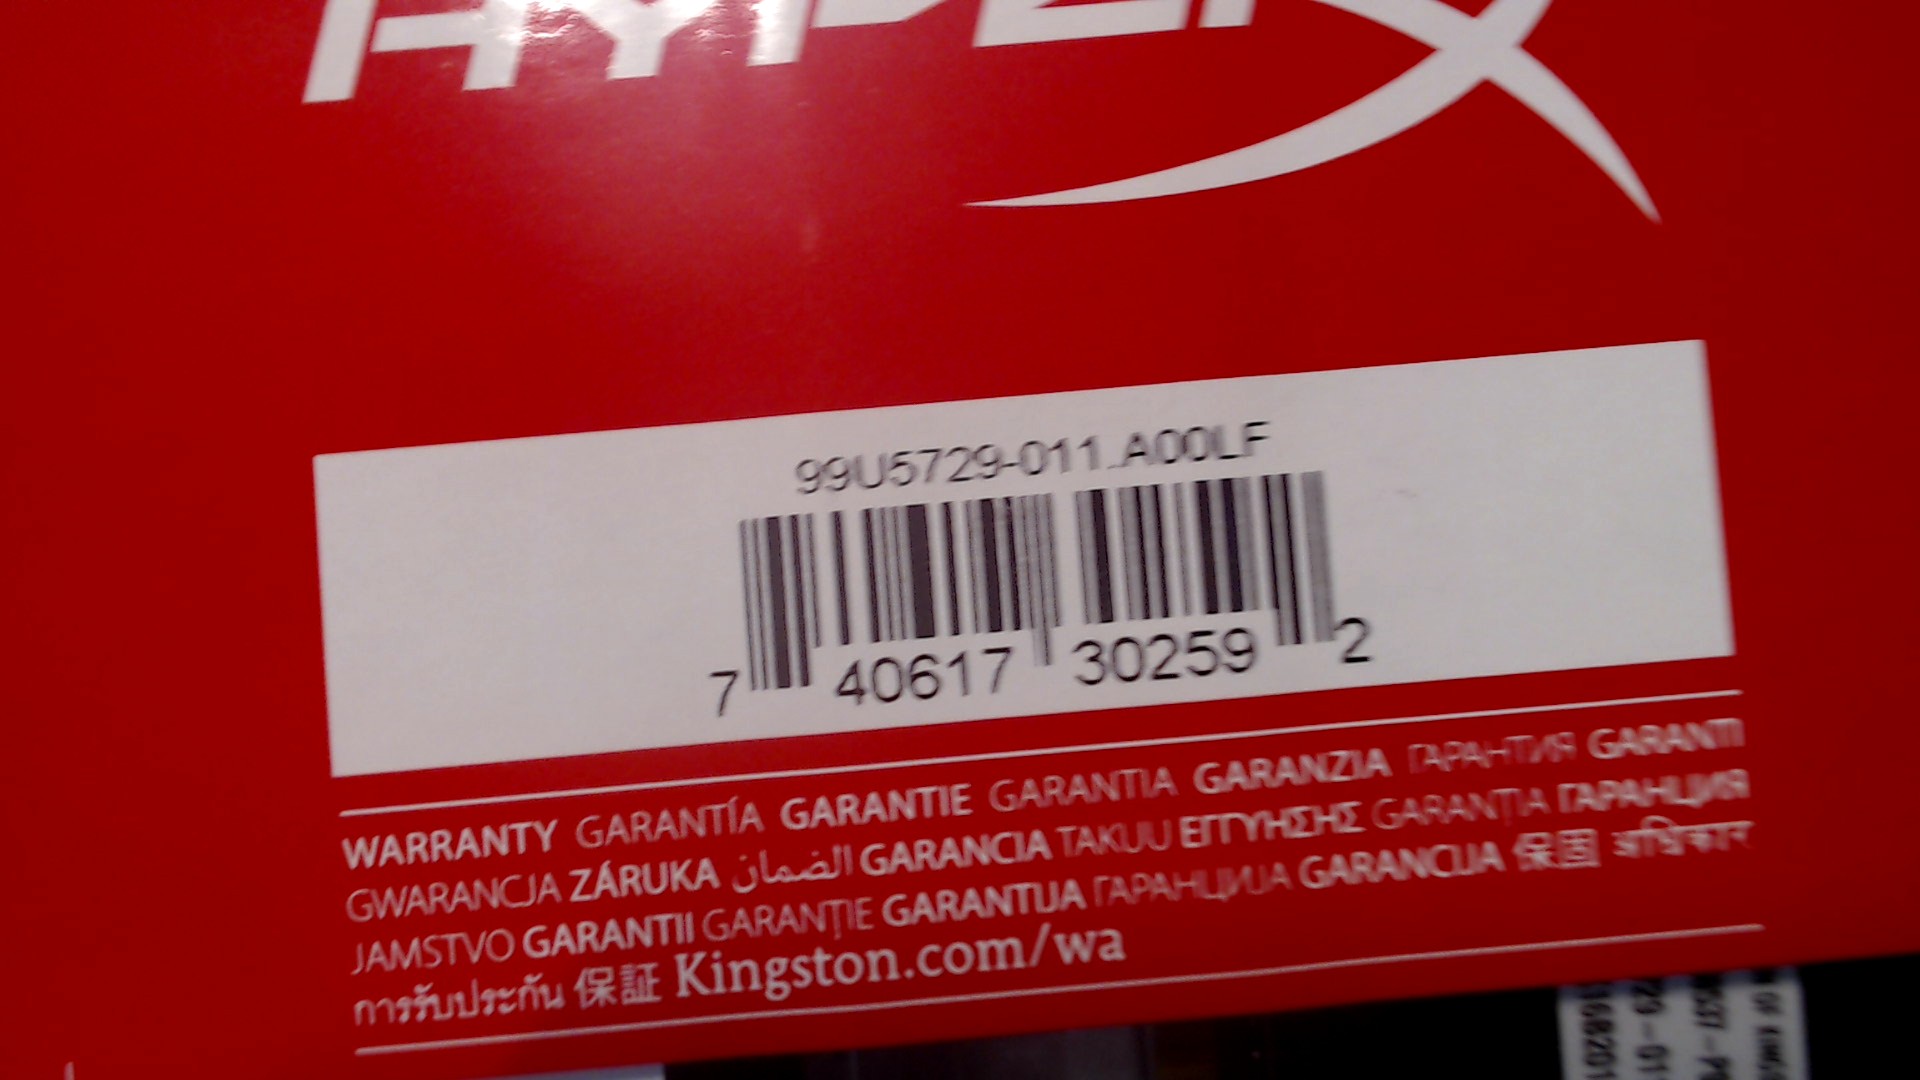 HYPERX
99U5729-011.A00LF
7 40617 30259 2
WARRANTY GARANTÍA GARANTIE GARANTIA GARANZIA ГАРАНТИЯ GARANTI
GWARANCJA ZÁRUKA الضمان GARANCIA TAKUU ΕΓΓΥΗΣΗΣ GARANȚIA ГАРАНЦИЯ
JAMSTVO GARANTII GARANȚIE GARANTIJA ГАРАНЦИЈА GARANCIJA 保固
การรับประกัน 保証 Kingston.com/wa